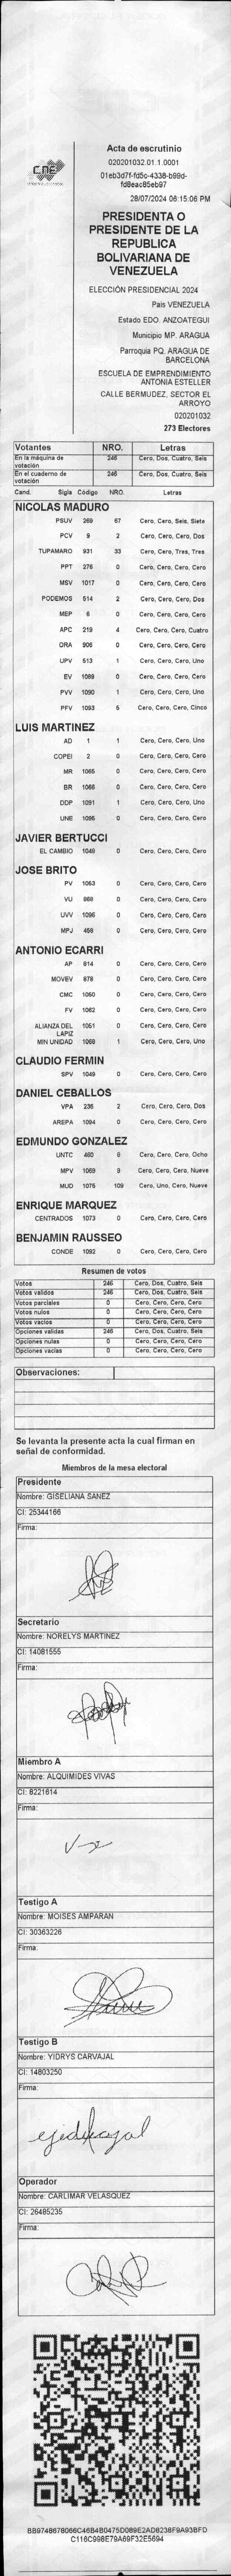 CNE
Acta de escrutinio
020201032.01.1.0001
01eb3d7f-fd5c-4338-b99d-
fd8eac85eb97
28/07/2024 06:15:06 PM
PRESIDENTA O
PRESIDENTE DE LA
REPUBLICA
BOLIVARIANA DE
VENEZUELA
ELECCIÓN PRESIDENCIAL 2024
País VENEZUELA
Estado EDO. ANZOATEGUI
Municipio MP. ARAGUA
Parroquia PQ. ARAGUA DE
BARCELONA
ESCUELA DE EMPRENDIMIENTO
ANTONIA ESTELLER
CALLE BERMUDEZ, SECTOR EL
ARROYO
020201032
273 Electores
Votantes NRO. Letras
En la máquina de votación 246 Cero, Dos, Cuatro, Seis
En el cuaderno de votación 246 Cero, Dos, Cuatro, Seis
Cand. Sigla Código NRO. Letras
NICOLAS MADURO
PSUV 269 67 Cero, Cero, Seis, Siete
PCV 9 2 Cero, Cero, Cero, Dos
TUPAMARO 931 33 Cero, Cero, Tres, Tres
PPT 276 0 Cero, Cero, Cero, Cero
MSV 1017 0 Cero, Cero, Cero, Cero
PODEMOS 514 2 Cero, Cero, Cero, Dos
MEP 6 0 Cero, Cero, Cero, Cero
APC 219 4 Cero, Cero, Cero, Cuatro
ORA 906 0 Cero, Cero, Cero, Cero
UPV 513 1 Cero, Cero, Cero, Uno
EV 1089 0 Cero, Cero, Cero, Cero
PVV 1090 1 Cero, Cero, Cero, Uno
PFV 1093 5 Cero, Cero, Cero, Cinco
LUIS MARTINEZ
AD 1 1 Cero, Cero, Cero, Uno
COPEI 2 0 Cero, Cero, Cero, Cero
MR 1065 0 Cero, Cero, Cero, Cero
BR 1066 0 Cero, Cero, Cero, Cero
DDP 1091 1 Cero, Cero, Cero, Uno
UNE 1095 0 Cero, Cero, Cero, Cero
JAVIER BERTUCCI
EL CAMBIO 1048 0 Cero, Cero, Cero, Cero
JOSE BRITO
PV 1053 0 Cero, Cero, Cero, Cero
VU 868 0 Cero, Cero, Cero, Cero
UVV 1096 0 Cero, Cero, Cero, Cero
MPJ 458 0 Cero, Cero, Cero, Cero
ANTONIO ECARRI
AP 614 0 Cero, Cero, Cero, Cero
MOVEV 878 0 Cero, Cero, Cero, Cero
CMC 1050 0 Cero, Cero, Cero, Cero
FV 1062 0 Cero, Cero, Cero, Cero
ALIANZA DEL LAPIZ 1051 0 Cero, Cero, Cero, Cero
MIN UNIDAD 1068 1 Cero, Cero, Cero, Uno
CLAUDIO FERMIN
SPV 1049 0 Cero, Cero, Cero, Cero
DANIEL CEBALLOS
VPA 236 2 Cero, Cero, Cero, Dos
AREPA 1094 0 Cero, Cero, Cero, Cero
EDMUNDO GONZALEZ
UNTC 460 8 Cero, Cero, Cero, Ocho
MPV 1069 9 Cero, Cero, Cero, Nueve
MUD 1075 109 Cero, Uno, Cero, Nueve
ENRIQUE MARQUEZ
CENTRADOS 1073 0 Cero, Cero, Cero, Cero
BENJAMIN RAUSSEO
CONDE 1092 0 Cero, Cero, Cero, Cero
Resumen de votos
Votos 246 Cero, Dos, Cuatro, Seis
Votos validos 246 Cero, Dos, Cuatro, Seis
Votos parciales 0 Cero, Cero, Cero, Cero
Votos nulos 0 Cero, Cero, Cero, Cero
Votos vacios 0 Cero, Cero, Cero, Cero
Opciones validas 246 Cero, Dos, Cuatro, Seis
Opciones nulas 0 Cero, Cero, Cero, Cero
Opciones vacías 0 Cero, Cero, Cero, Cero
Observaciones:
Se levanta la presente acta la cual firman en
señal de conformidad.
Miembros de la mesa electoral
Presidente
Nombre: GISELIANA SANEZ
CI: 25344166
Firma:
Secretario
Nombre: NORELYS MARTINEZ
CI: 14081555
Firma:
Miembro A
Nombre: ALQUIMIDES VIVAS
CI: 8221614
Firma:
Testigo A
Nombre: MOISES AMPARAN
CI: 30363226
Firma:
Testigo B
Nombre: YIDRYS CARVAJAL
CI: 14803250
Firma:
Operador
Nombre: CARLIMAR VELASQUEZ
CI: 26485235
Firma:
BB9748678066C46B4B0475D089E2AD8238F9A93BFD
C116C998E79A69F32E5694